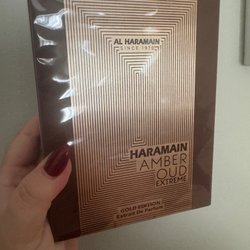 AL HARAMAIN
SINCE 1970
HARAMAIN
AMBER
OUD
EXTREME
GOLD EDITION
Extrait De Parfum